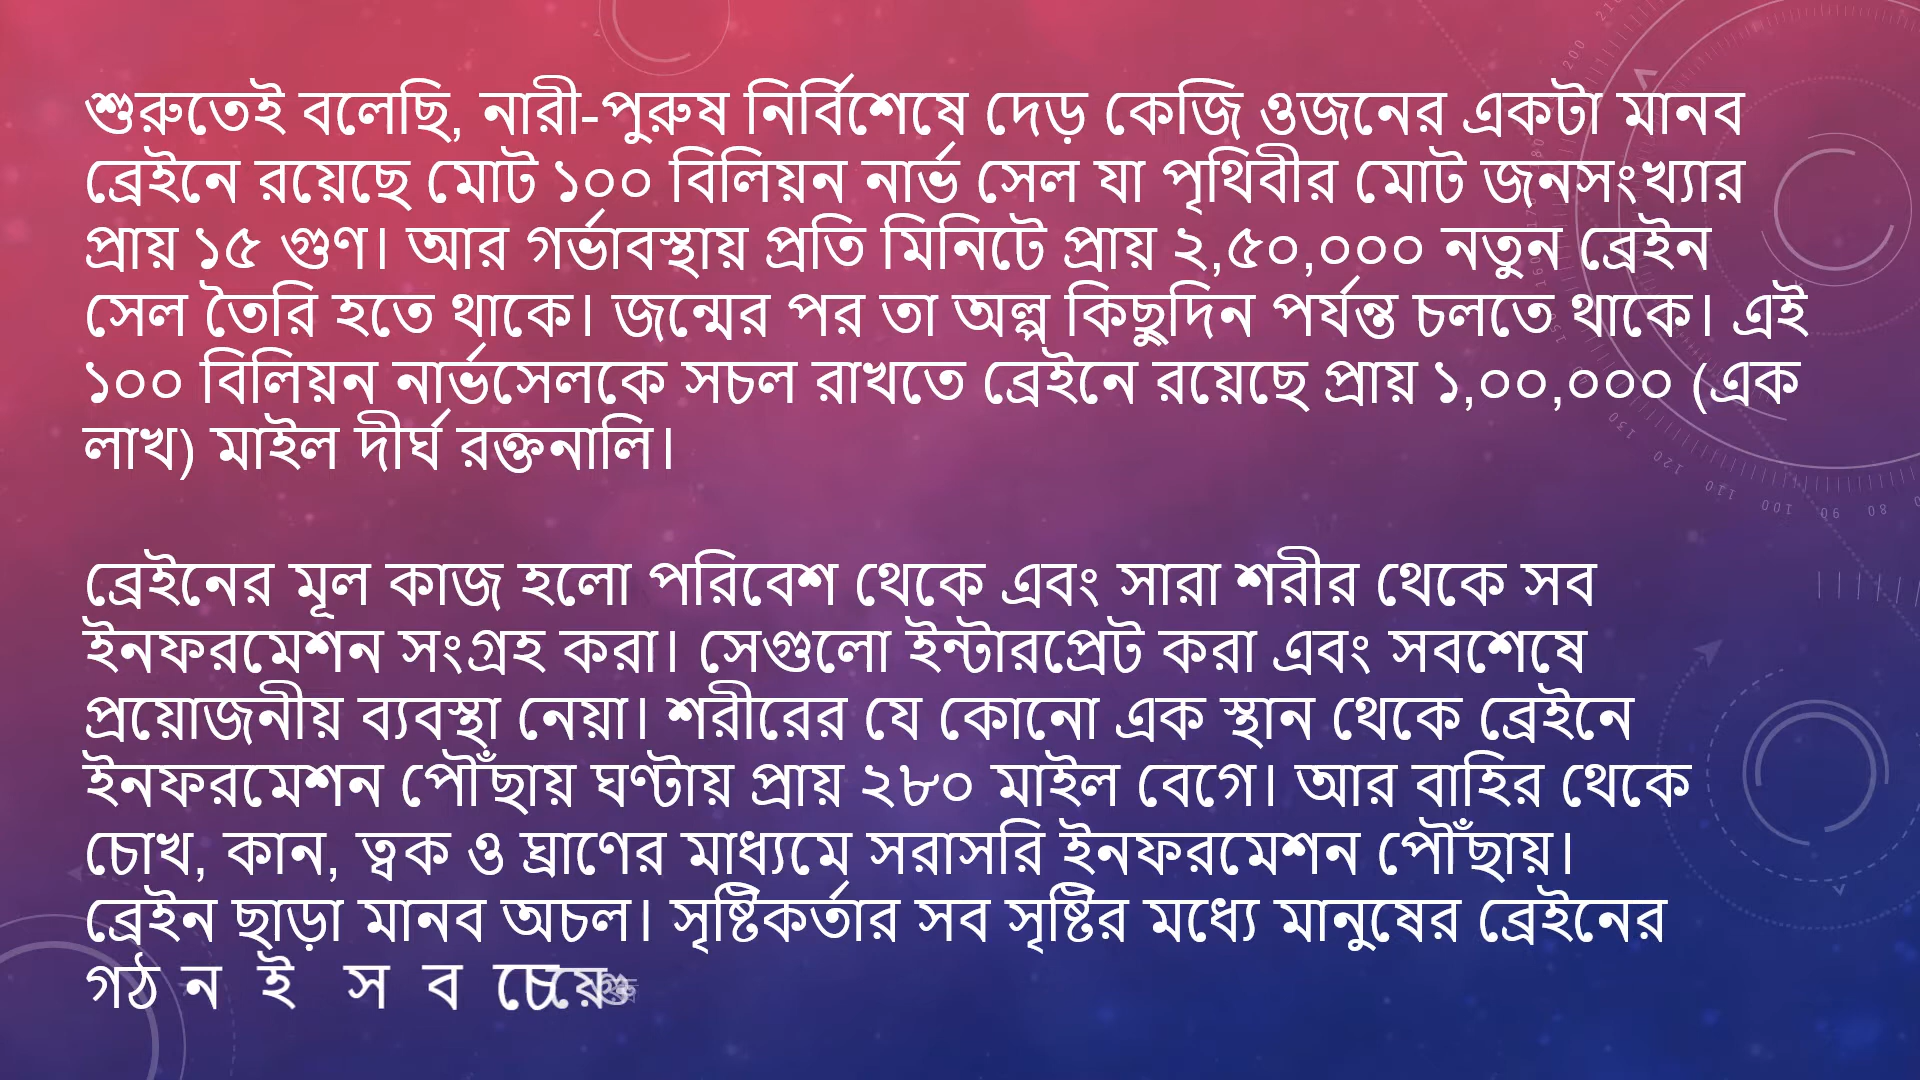 শুরুতেই বলেছি, নারী-পুরুষ নির্বিশেষে দেড় কেজি ওজনের একটা মানব
ব্রেইনে রয়েছে মোট ১০০ বিলিয়ন নার্ভ সেল যা পৃথিবীর মোট জনসংখ্যার
প্রায় ১৫ গুণ। আর গর্ভাবস্থায় প্রতি মিনিটে প্রায় ২,৫০,০০০ নতুন ব্রেইন
সেল তৈরি হতে থাকে। জন্মের পর তা অল্প কিছুদিন পর্যন্ত চলতে থাকে। এই
১০০ বিলিয়ন নার্ভসেলকে সচল রাখতে ব্রেইনে রয়েছে প্রায় ১,০০,০০০ (এক
লাখ) মাইল দীর্ঘ রক্তনালি।
ব্রেইনের মূল কাজ হলো পরিবেশ থেকে এবং সারা শরীর থেকে সব
ইনফরমেশন সংগ্রহ করা। সেগুলো ইন্টারপ্রেট করা এবং সবশেষে
প্রয়োজনীয় ব্যবস্থা নেয়া। শরীরের যে কোনো এক স্থান থেকে ব্রেইনে
ইনফরমেশন পৌঁছায় ঘণ্টায় প্রায় ২৮০ মাইল বেগে। আর বাহির থেকে
চোখ, কান, ত্বক ও ঘ্রাণের মাধ্যমে সরাসরি ইনফরমেশন পৌঁছায়।
ব্রেইন ছাড়া মানব অচল। সৃষ্টিকর্তার সব সৃষ্টির মধ্যে মানুষের ব্রেইনের
গঠনই সবচেয়ে